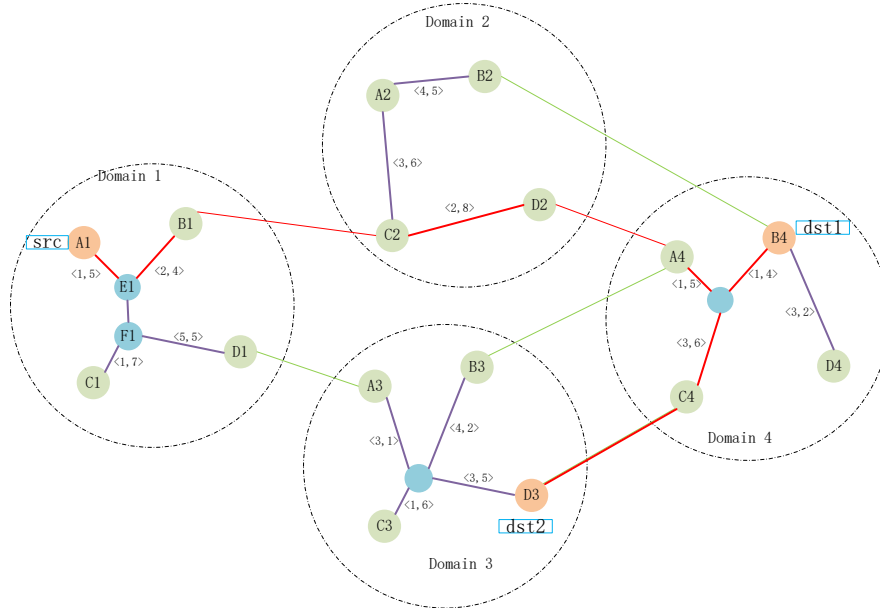 Domain 2
B2
A2
<4,5>
<3,6>
Domain 1
<2,8>
D2
B1
C2
src
A1
B4
dst1
A4
<1,5>
<2,4>
<1,5>
<1,4>
E1
<3,2>
F1
<5,5>
<3,6>
D1
<1,7>
C1
B3
D4
A3
C4
<3,1>
<4,2>
Domain 4
<3,5>
D3
<1,6>
C3
dst2
Domain 3